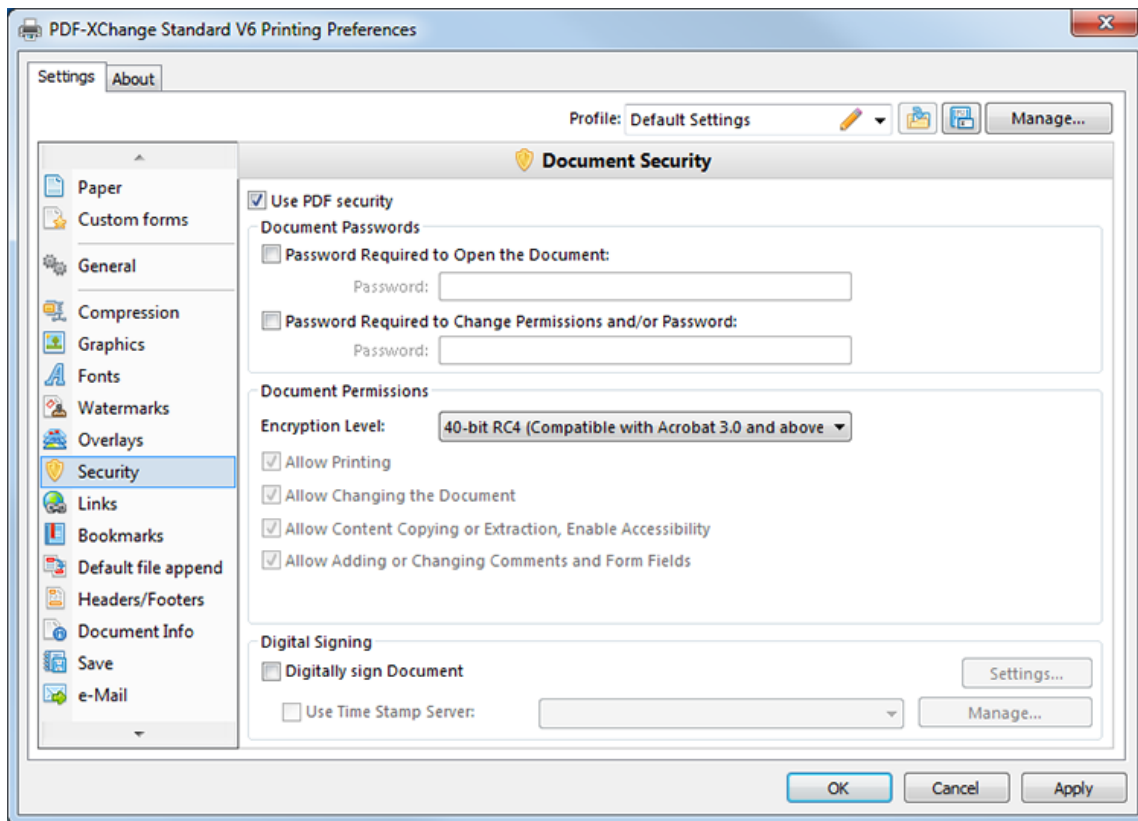 PDF-XChange Standard V6 Printing Preferences
Settings About
Profile: Default Settings Manage...
Paper
Custom forms
General
Compression
Graphics
Fonts
Watermarks
Overlays
Security
Links
Bookmarks
Default file append
Headers/Footers
Document Info
Save
e-Mail
Document Security
Use PDF security
Document Passwords
Password Required to Open the Document:
Password:
Password Required to Change Permissions and/or Password:
Password:
Document Permissions
Encryption Level: 40-bit RC4 (Compatible with Acrobat 3.0 and above
Allow Printing
Allow Changing the Document
Allow Content Copying or Extraction, Enable Accessibility
Allow Adding or Changing Comments and Form Fields
Digital Signing
Digitally sign Document Settings...
Use Time Stamp Server: Manage...
OK Cancel Apply